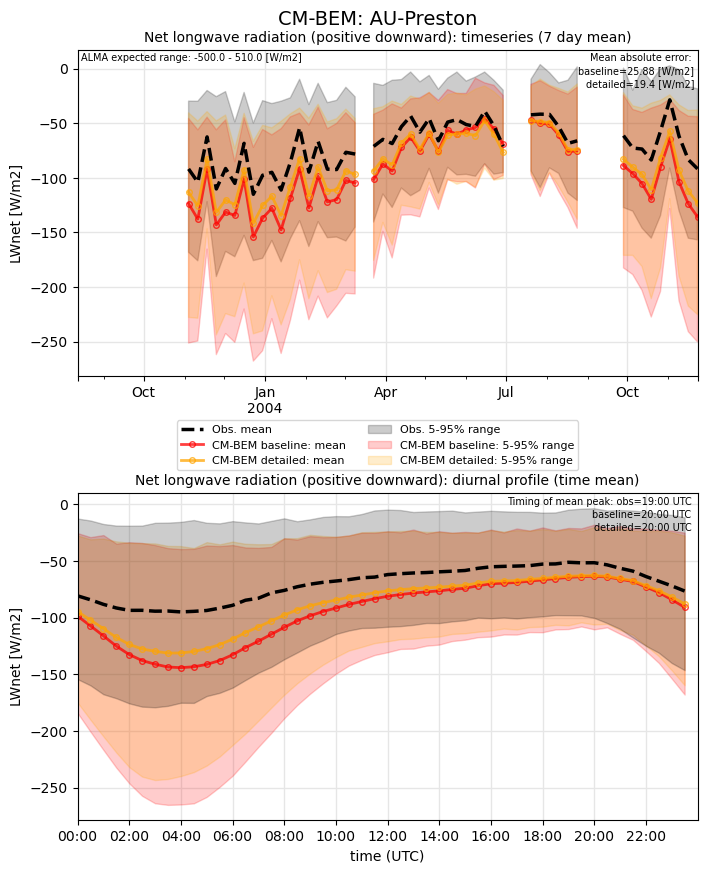 CM-BEM: AU-Preston
Net longwave radiation (positive downward): timeseries (7 day mean)
ALMA expected range: -500.0 - 510.0 [W/m2]
Mean absolute error:
baseline=25.88 [W/m2]
detailed=19.4 [W/m2]
0
−50
−100
−150
−200
−250
LWnet [W/m2]
Oct
Jan
2004
Apr
Jul
Oct
Obs. mean
CM-BEM baseline: mean
CM-BEM detailed: mean
Obs. 5-95% range
CM-BEM baseline: 5-95% range
CM-BEM detailed: 5-95% range
Net longwave radiation (positive downward): diurnal profile (time mean)
Timing of mean peak: obs=19:00 UTC
baseline=20:00 UTC
detailed=20:00 UTC
0
−50
−100
−150
−200
−250
LWnet [W/m2]
00:00
02:00
04:00
06:00
08:00
10:00
12:00
14:00
16:00
18:00
20:00
22:00
time (UTC)